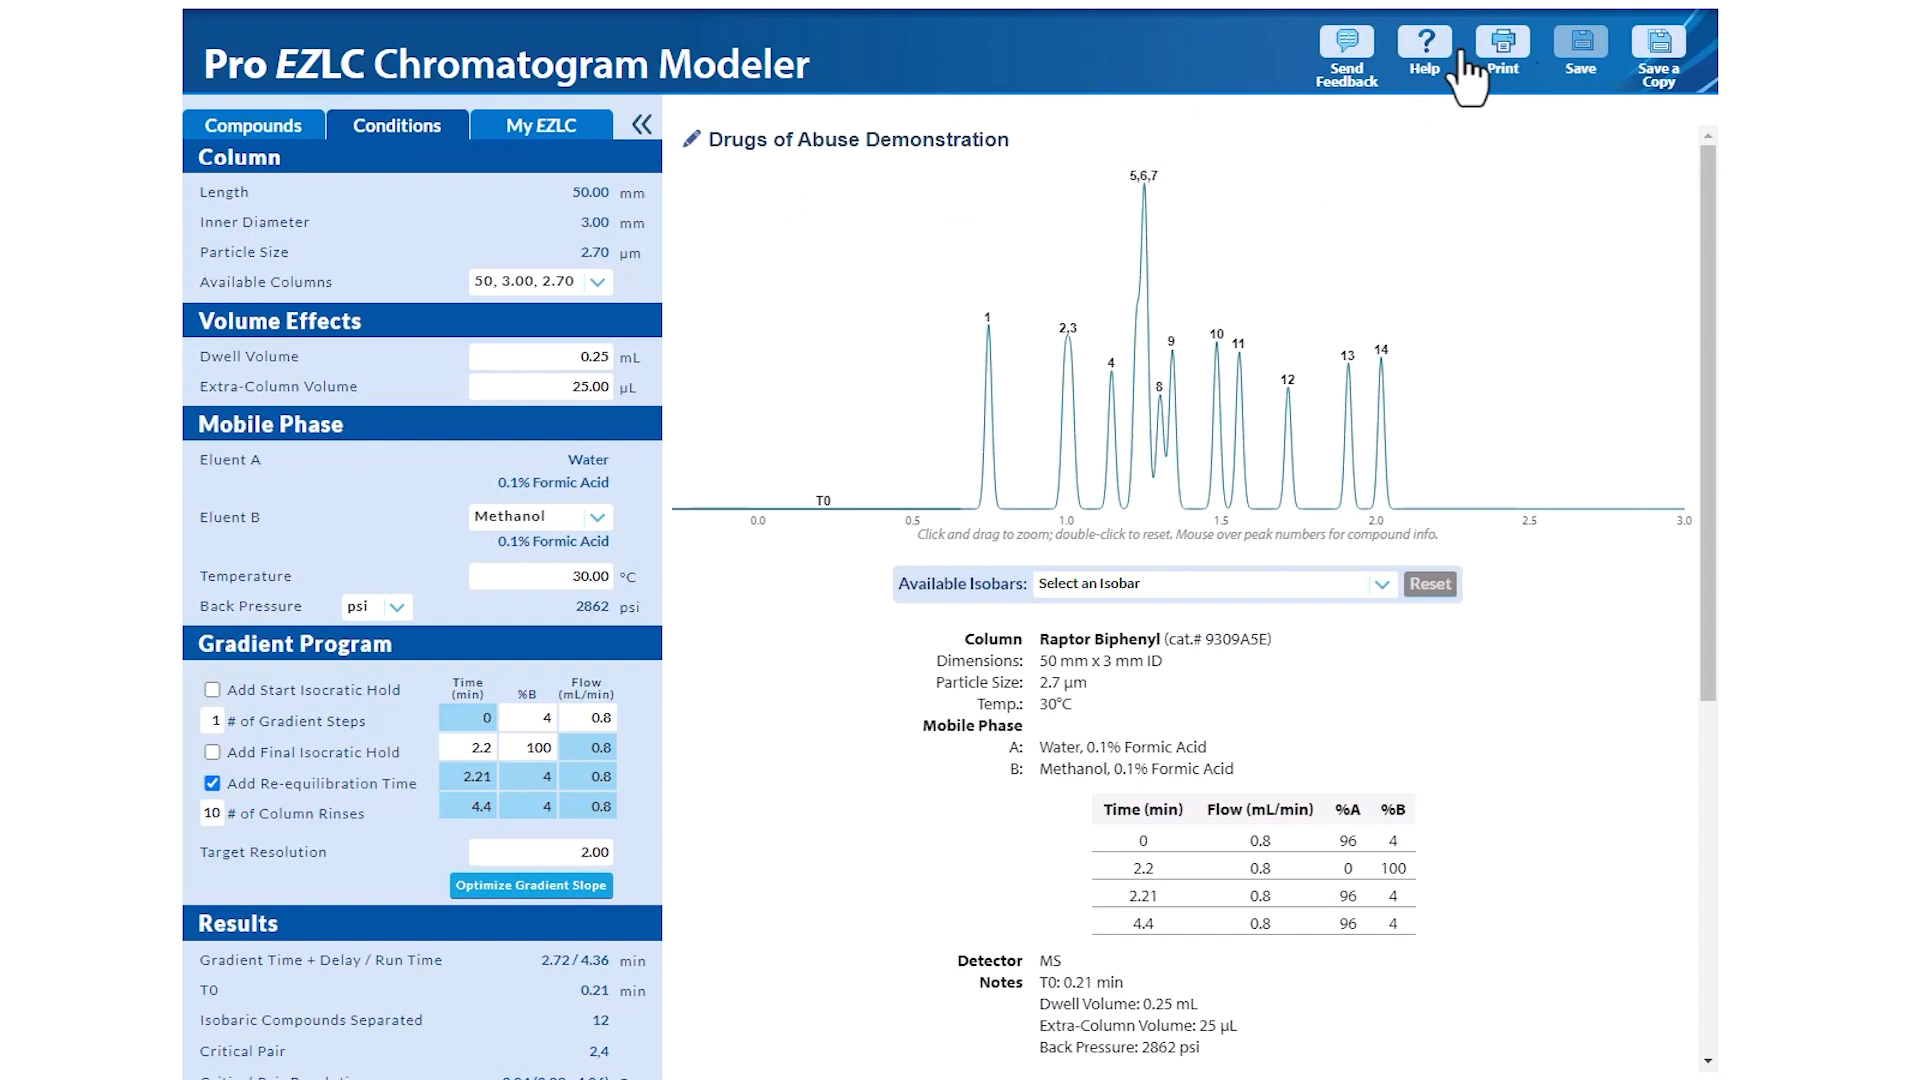 Pro EZLC Chromatogram Modeler
Send Feedback
Help
Print
Save
Save a Copy
Compounds
Conditions
My EZLC
Column
Length 50.00 mm
Inner Diameter 3.00 mm
Particle Size 2.70 µm
Available Columns 50, 3.00, 2.70
Volume Effects
Dwell Volume 0.25 mL
Extra-Column Volume 25.00 µL
Mobile Phase
Eluent A Water
0.1% Formic Acid
Eluent B Methanol
0.1% Formic Acid
Temperature 30.00 °C
Back Pressure psi 2862 psi
Gradient Program
Time (min) %B Flow (mL/min)
Add Start Isocratic Hold
1 # of Gradient Steps
Add Final Isocratic Hold
Add Re-equilibration Time
10 # of Column Rinses
0 4 0.8
2.2 100 0.8
2.21 4 0.8
4.4 4 0.8
Target Resolution 2.00
Optimize Gradient Slope
Results
Gradient Time + Delay / Run Time 2.72 / 4.36 min
T0 0.21 min
Isobaric Compounds Separated 12
Critical Pair 2,4
Drugs of Abuse Demonstration
5,6,7
1
2,3
4
8
9
10
11
12
13
14
T0
0.0 0.5 1.0 1.5 2.0 2.5 3.0
Click and drag to zoom; double-click to reset. Mouse over peak numbers for compound info.
Available Isobars: Select an Isobar Reset
Column Raptor Biphenyl (cat.# 9309A5E)
Dimensions: 50 mm x 3 mm ID
Particle Size: 2.7 µm
Temp.: 30°C
Mobile Phase
A: Water, 0.1% Formic Acid
B: Methanol, 0.1% Formic Acid
Time (min) Flow (mL/min) %A %B
0 0.8 96 4
2.2 0.8 0 100
2.21 0.8 96 4
4.4 0.8 96 4
Detector MS
Notes T0: 0.21 min
Dwell Volume: 0.25 mL
Extra-Column Volume: 25 µL
Back Pressure: 2862 psi